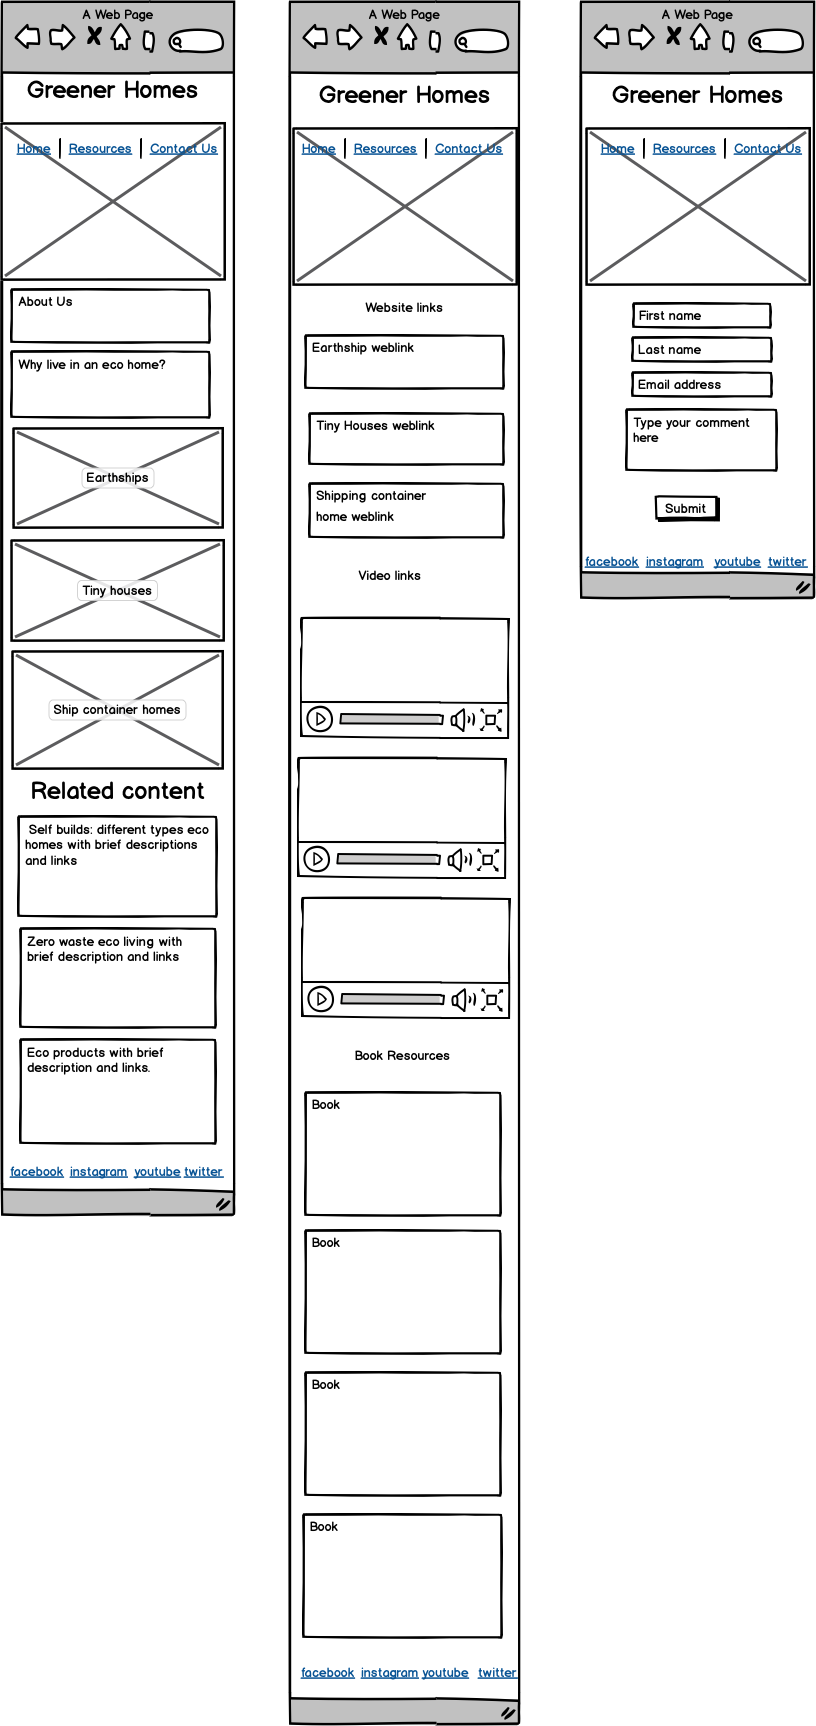 A Web Page
Greener Homes
Home Resources Contact Us
About Us
Why live in an eco home?
Earthships
Tiny houses
Ship container homes
Related content
Self builds: different types eco
homes with brief descriptions
and links
Zero waste eco living with
brief description and links
Eco products with brief
description and links.
facebook instagram youtube twitter
A Web Page
Greener Homes
Home Resources Contact Us
Website links
Earthship weblink
Tiny Houses weblink
Shipping container
home weblink
Video links
Book Resources
Book
Book
Book
Book
facebook instagram youtube twitter
A Web Page
Greener Homes
Home Resources Contact Us
First name
Last name
Email address
Type your comment
here
Submit
facebook instagram youtube twitter